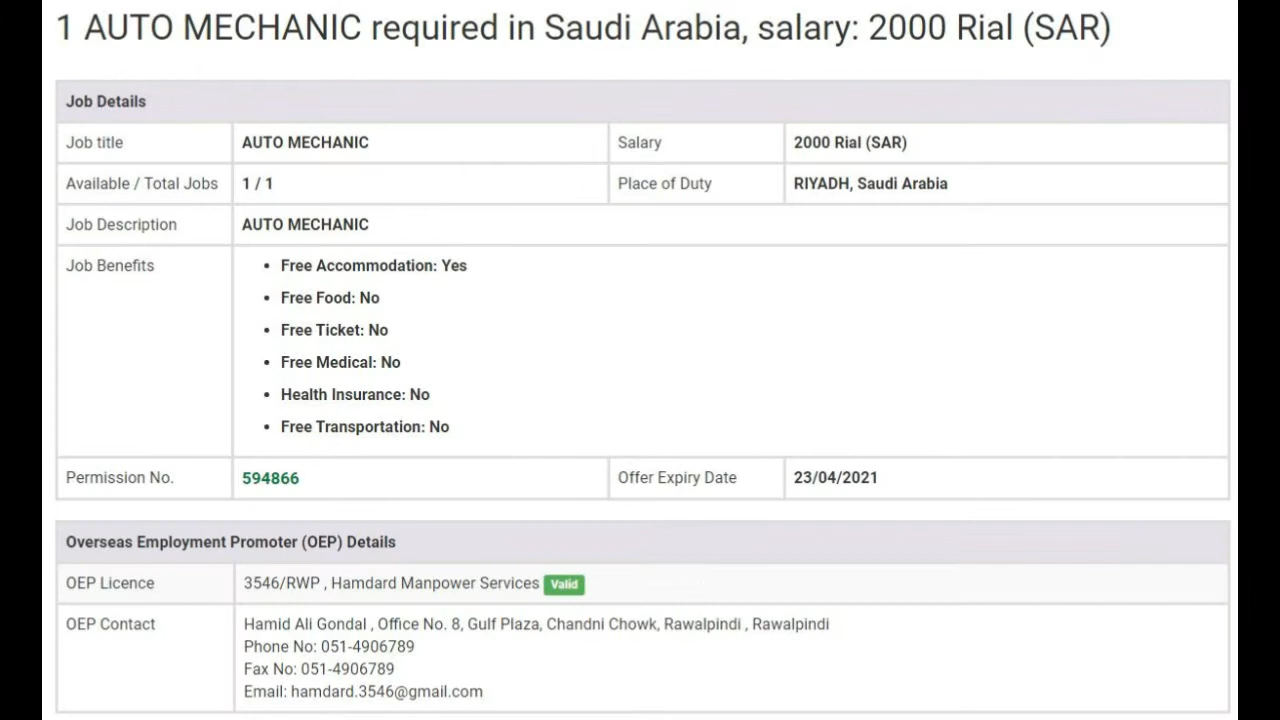 1 AUTO MECHANIC required in Saudi Arabia, salary: 2000 Rial (SAR)
Job Details
Job title AUTO MECHANIC Salary 2000 Rial (SAR)
Available / Total Jobs 1 / 1 Place of Duty RIYADH, Saudi Arabia
Job Description AUTO MECHANIC
Job Benefits • Free Accommodation: Yes
• Free Food: No
• Free Ticket: No
• Free Medical: No
• Health Insurance: No
• Free Transportation: No
Permission No. 594866 Offer Expiry Date 23/04/2021
Overseas Employment Promoter (OEP) Details
OEP Licence 3546/RWP , Hamdard Manpower Services Valid
OEP Contact Hamid Ali Gondal , Office No. 8, Gulf Plaza, Chandni Chowk, Rawalpindi , Rawalpindi
Phone No: 051-4906789
Fax No: 051-4906789
Email: hamdard.3546@gmail.com